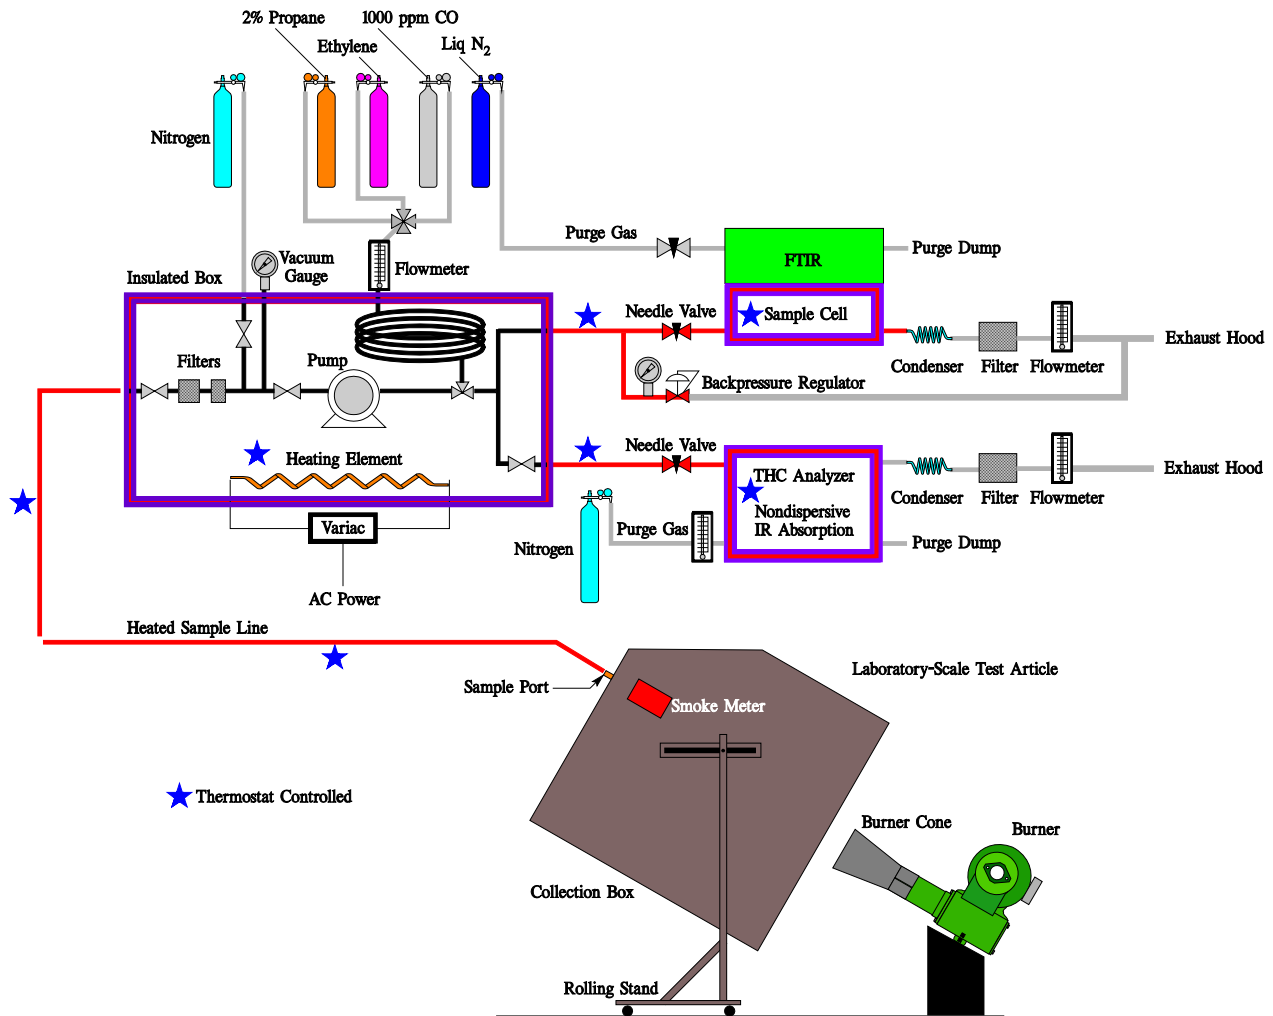 2% Propane
1000 ppm CO
Ethylene
Liq N2
Nitrogen
Purge Gas
Purge Dump
FTIR
Vacuum
Gauge
Flowmeter
Insulated Box
Needle Valve
Sample Cell
Exhaust Hood
Filters
Pump
Condenser
Filter
Flowmeter
Backpressure Regulator
Needle Valve
Heating Element
THC Analyzer
Exhaust Hood
Condenser
Filter
Flowmeter
Nondispersive
IR Absorption
Variac
Purge Gas
Nitrogen
Purge Dump
AC Power
Heated Sample Line
Laboratory-Scale Test Article
Sample Port
Smoke Meter
Thermostat Controlled
Burner Cone
Burner
Collection Box
Rolling Stand